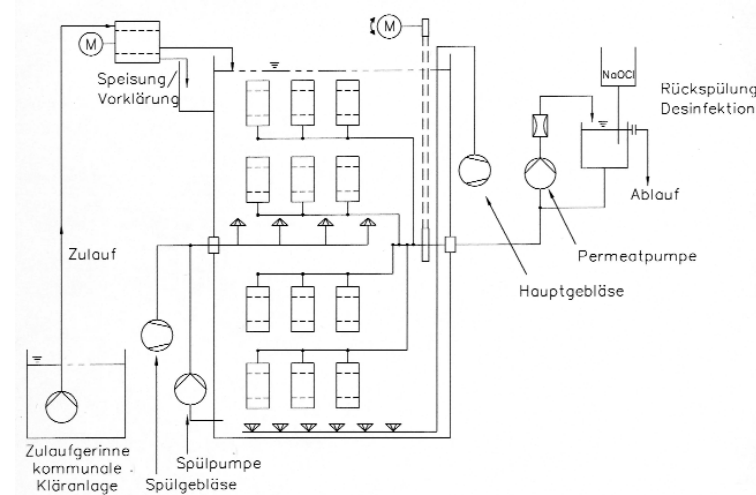 M
M
Speisung/
Vorklärung
NaOCl
Rückspülung
Desinfektion
Ablauf
Zulauf
Permeatpumpe
Hauptgebläse
Zulaufgerinne
kommunale
Kläranlage
Spülpumpe
Spülgebläse